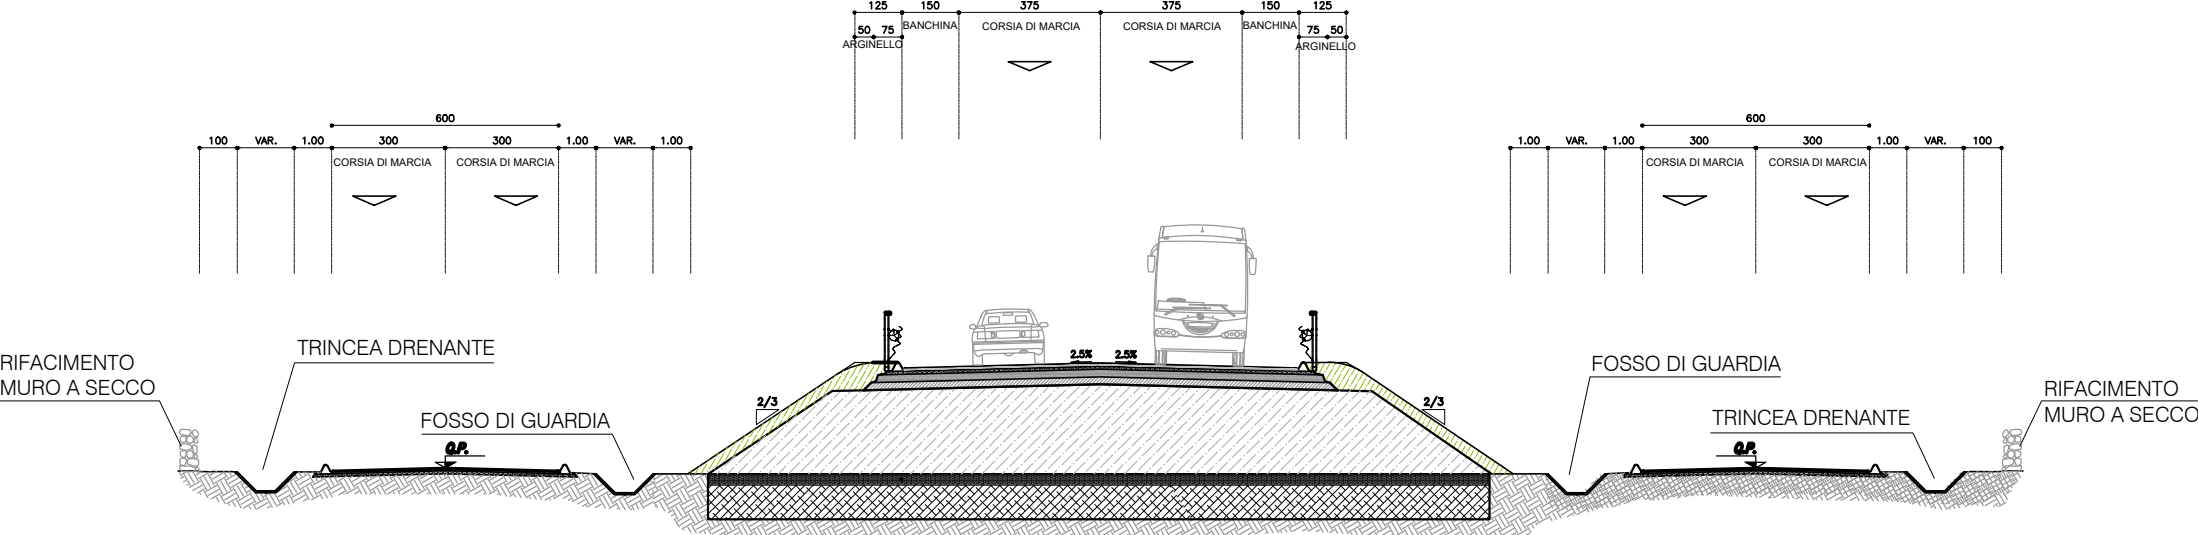 125 150 375 375 150 125
BANCHINA CORSIA DI MARCIA CORSIA DI MARCIA BANCHINA
50 75 75 50
ARGINELLO ARGINELLO
600 600
100 VAR. 1.00 300 300 1.00 VAR. 1.00 1.00 VAR. 1.00 300 300 1.00 VAR. 100
CORSIA DI MARCIA CORSIA DI MARCIA CORSIA DI MARCIA CORSIA DI MARCIA
RIFACIMENTO
MURO A SECCO
TRINCEA DRENANTE
FOSSO DI GUARDIA
Q.P.
2/3
2.5% 2.5%
2/3
FOSSO DI GUARDIA
TRINCEA DRENANTE
Q.P.
RIFACIMENTO
MURO A SECCO